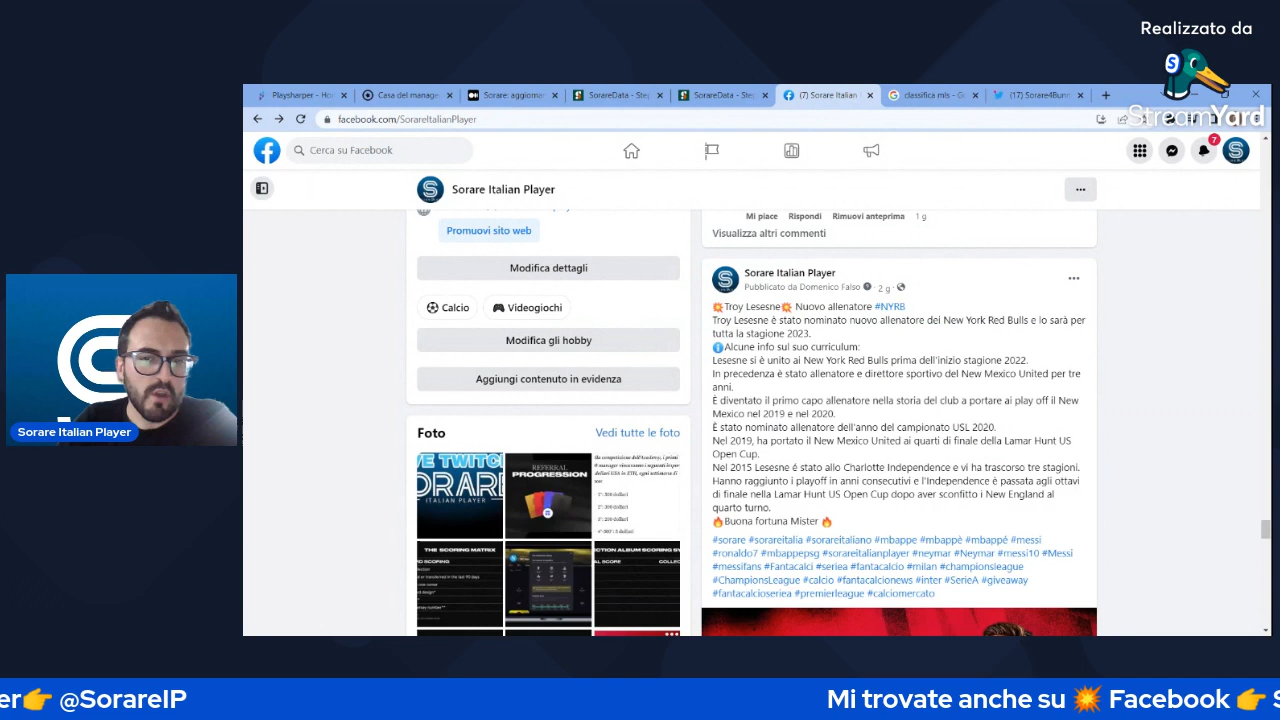 Realizzato da
StreamYard
Playsharper - Ho
Casa del manage
Sorare: aggiornar
SorareData - Step
SorareData - Step
(7) Sorare Italian
classifica mls - G
(17) Sorare4Bunn
facebook.com/SorareItalianPlayer
Cerca su Facebook
7
Sorare Italian Player
Promuovi sito web
Modifica dettagli
Calcio
Videogiochi
Modifica gli hobby
Aggiungi contenuto in evidenza
Foto
Vedi tutte le foto
VE TWITCH
SORARE
ITALIAN PLAYER
REFERRAL
PROGRESSION
THE SCORING MATRIX
Mi piace Rispondi Rimuovi anteprima 1 g
Visualizza altri commenti
Sorare Italian Player
Pubblicato da Domenico Falso · 2 g ·
💥Troy Lesesne💥 Nuovo allenatore #NYRB
Troy Lesesne è stato nominato nuovo allenatore dei New York Red Bulls e lo sarà per
tutta la stagione 2023.
Alcune info sul suo curriculum:
Lesesne si è unito ai New York Red Bulls prima dell'inizio stagione 2022.
In precedenza è stato allenatore e direttore sportivo del New Mexico United per tre
anni.
È diventato il primo capo allenatore nella storia del club a portare ai play off il New
Mexico nel 2019 e nel 2020.
È stato nominato allenatore dell'anno del campionato USL 2020.
Nel 2019, ha portato il New Mexico United ai quarti di finale della Lamar Hunt US
Open Cup.
Nel 2015 Lesesne é stato allo Charlotte Independence e vi ha trascorso tre stagioni.
Hanno raggiunto i playoff in anni consecutivi e l'Independence è passata agli ottavi
di finale nella Lamar Hunt US Open Cup dopo aver sconfitto i New England al
quarto turno.
🔥Buona fortuna Mister 🔥
#sorare #sorareitalia #sorareitaliano #mbappe #mbappè #mbappé #messi
#ronaldo7 #mbappepsg #sorareitalianplayer #neymar #Neymar #messi10 #Messi
#messifans #Fantacalci #seriea #fantacalcio #milan #championsleague
#ChampionsLeague #calcio #fantacalcionews #inter #SerieA #giveaway
#fantacalcioseriea #premierleague #calciomercato
Sorare Italian Player
er👉 @SorareIP
Mi trovate anche su 💥 Facebook 👉 S